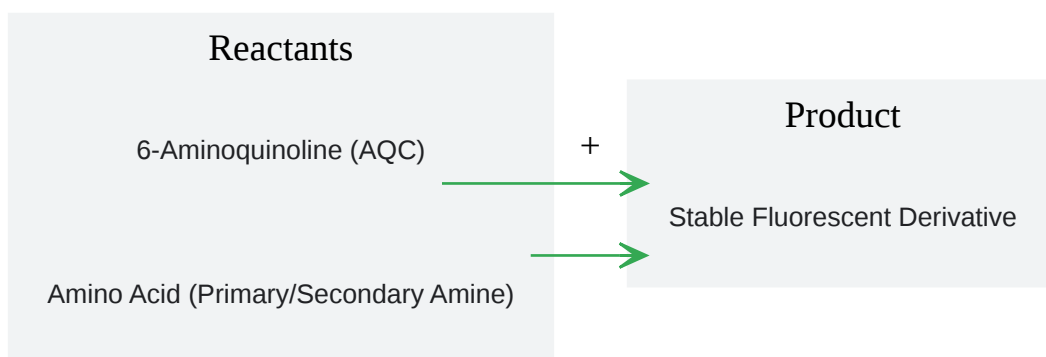 Reactants
6-Aminoquinoline (AQC)
Amino Acid (Primary/Secondary Amine)
+
Product
Stable Fluorescent Derivative